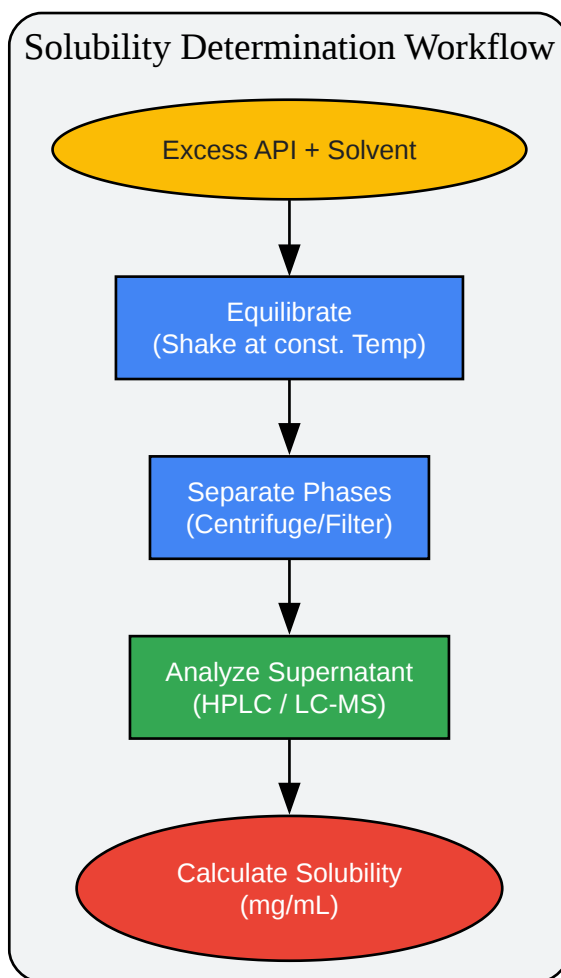 Solubility Determination Workflow
Excess API + Solvent
Equilibrate
(Shake at const. Temp)
Separate Phases
(Centrifuge/Filter)
Analyze Supernatant
(HPLC / LC-MS)
Calculate Solubility
(mg/mL)